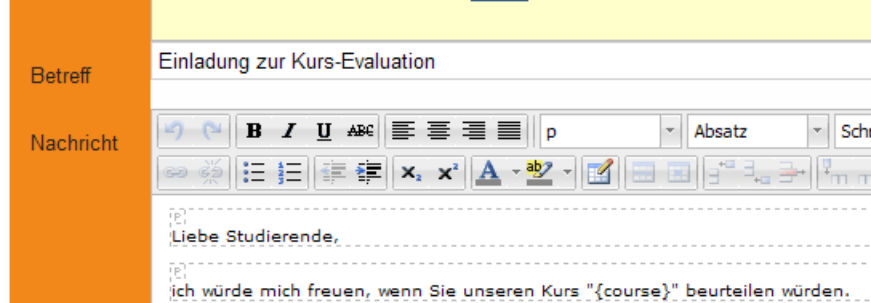 Betreff
Einladung zur Kurs-Evaluation
Nachricht
B I U ABC p Absatz
x₂ x² A ab
P
Liebe Studierende,
P
ich würde mich freuen, wenn Sie unseren Kurs "{course}" beurteilen würden.